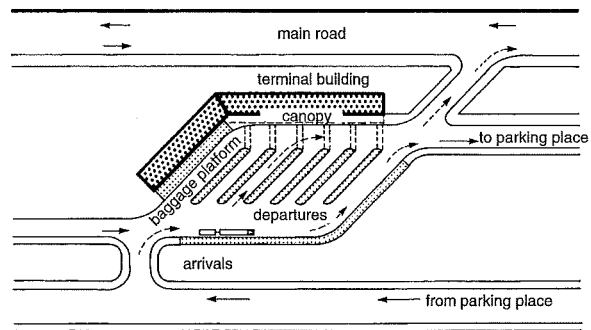 main road
terminal building
canopy
to parking place
baggage platform
departures
arrivals
from parking place